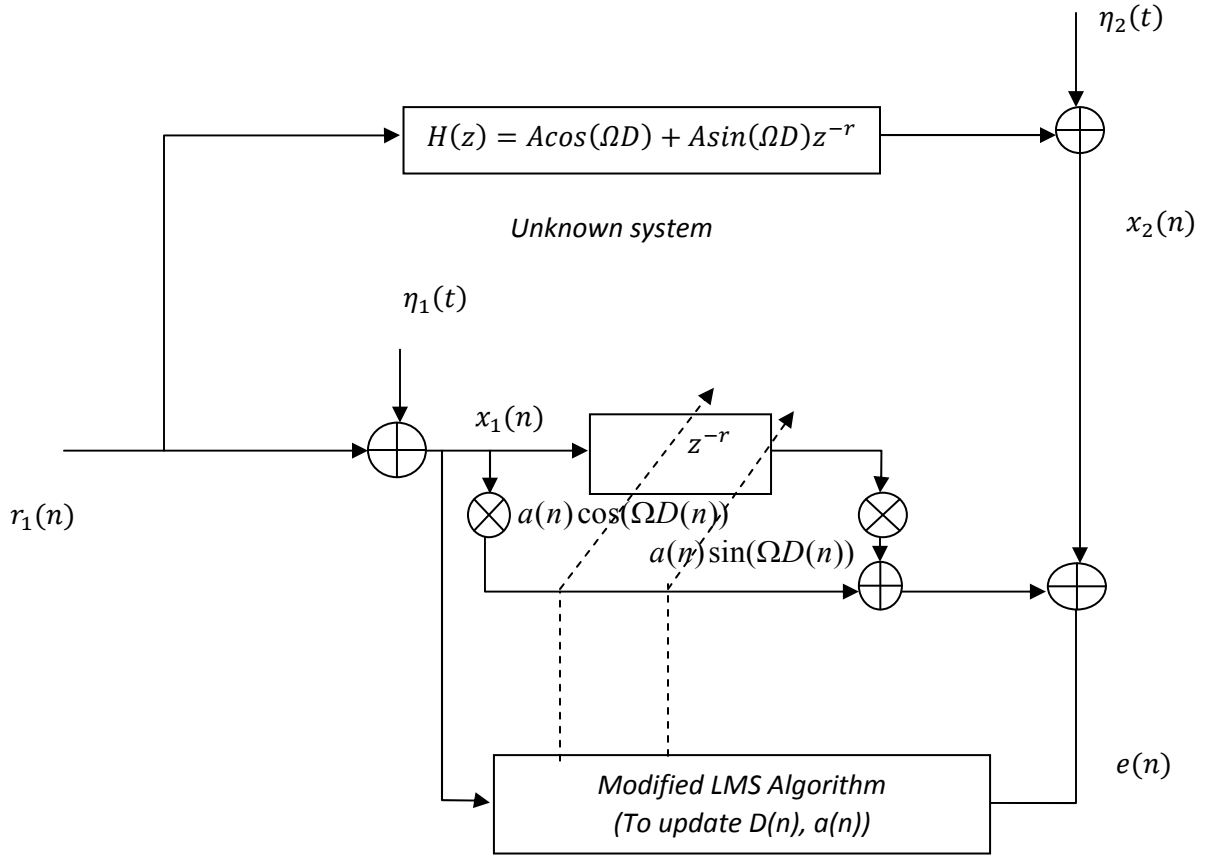 η₂(t)
H(z) = Acos(ΩD) + Asin(ΩD)z⁻ʳ
Unknown system
x₂(n)
η₁(t)
x₁(n)
z⁻ʳ
r₁(n)
a(n)cos(ΩD(n))
a(n)sin(ΩD(n))
e(n)
Modified LMS Algorithm
(To update D(n), a(n))